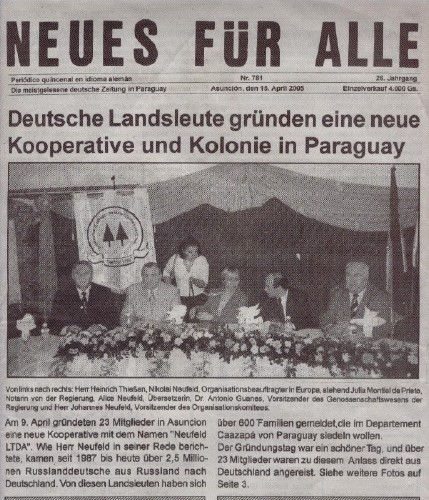 NEUES FÜR ALLE
Periódico quincenal en idioma alemán Nr. 781 26. Jahrgang
Die meistgelesene deutsche Zeitung in Paraguay Asunción, den 15. April 2005 Einzelverkauf 4.000 Gs.
Deutsche Landsleute gründen eine neue
Kooperative und Kolonie in Paraguay
Von links nach rechts: Herr Heinrich Thießen, Nikolai Neufeld, Organisationsbeauftragter in Europa, stehend Julia Montiel de Prieto,
Notarin von der Regierung, Alice Neufeld, Übersetzerin, Dr. Antonio Guanes, Vorsitzender des Genossenschaftswesens der
Regierung und Herr Johannes Neufeld, Vorsitzender des Organisationskomitees.
Am 9. April gründeten 23 Mitglieder in Asuncion
eine neue Kooperative mit dem Namen "Neufeld
LTDA". Wie Herr Neufeld in seiner Rede berich-
tete, kamen seit 1987 bis heute über 2,5 Millio-
nen Russlanddeutsche aus Russland nach
Deutschland. Von diesen Landsleuten haben sich
über 600 Familien gemeldet,die im Departement
Caazapá von Paraguay siedeln wollen.
Der Gründungstag war ein schöner Tag, und über
23 Mitglieder waren zu diesem Anlass direkt aus
Deutschland angereist. Siehe weitere Fotos auf
Seite 3.